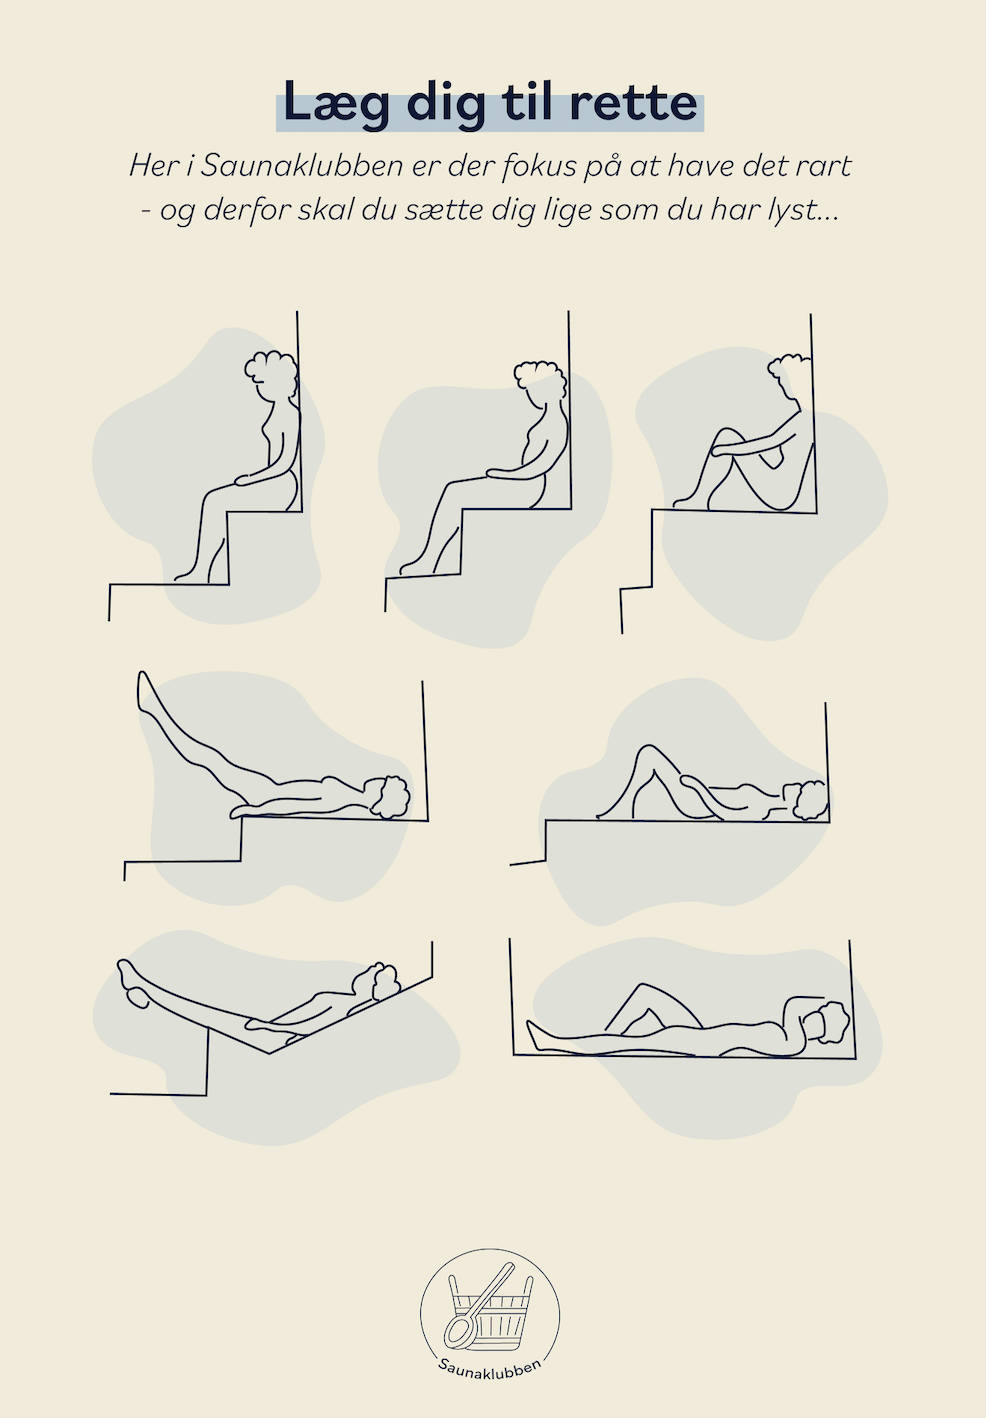 Læg dig til rette
Her i Saunaklubben er der fokus på at have det rart
- og derfor skal du sætte dig lige som du har lyst...
Saunaklubben